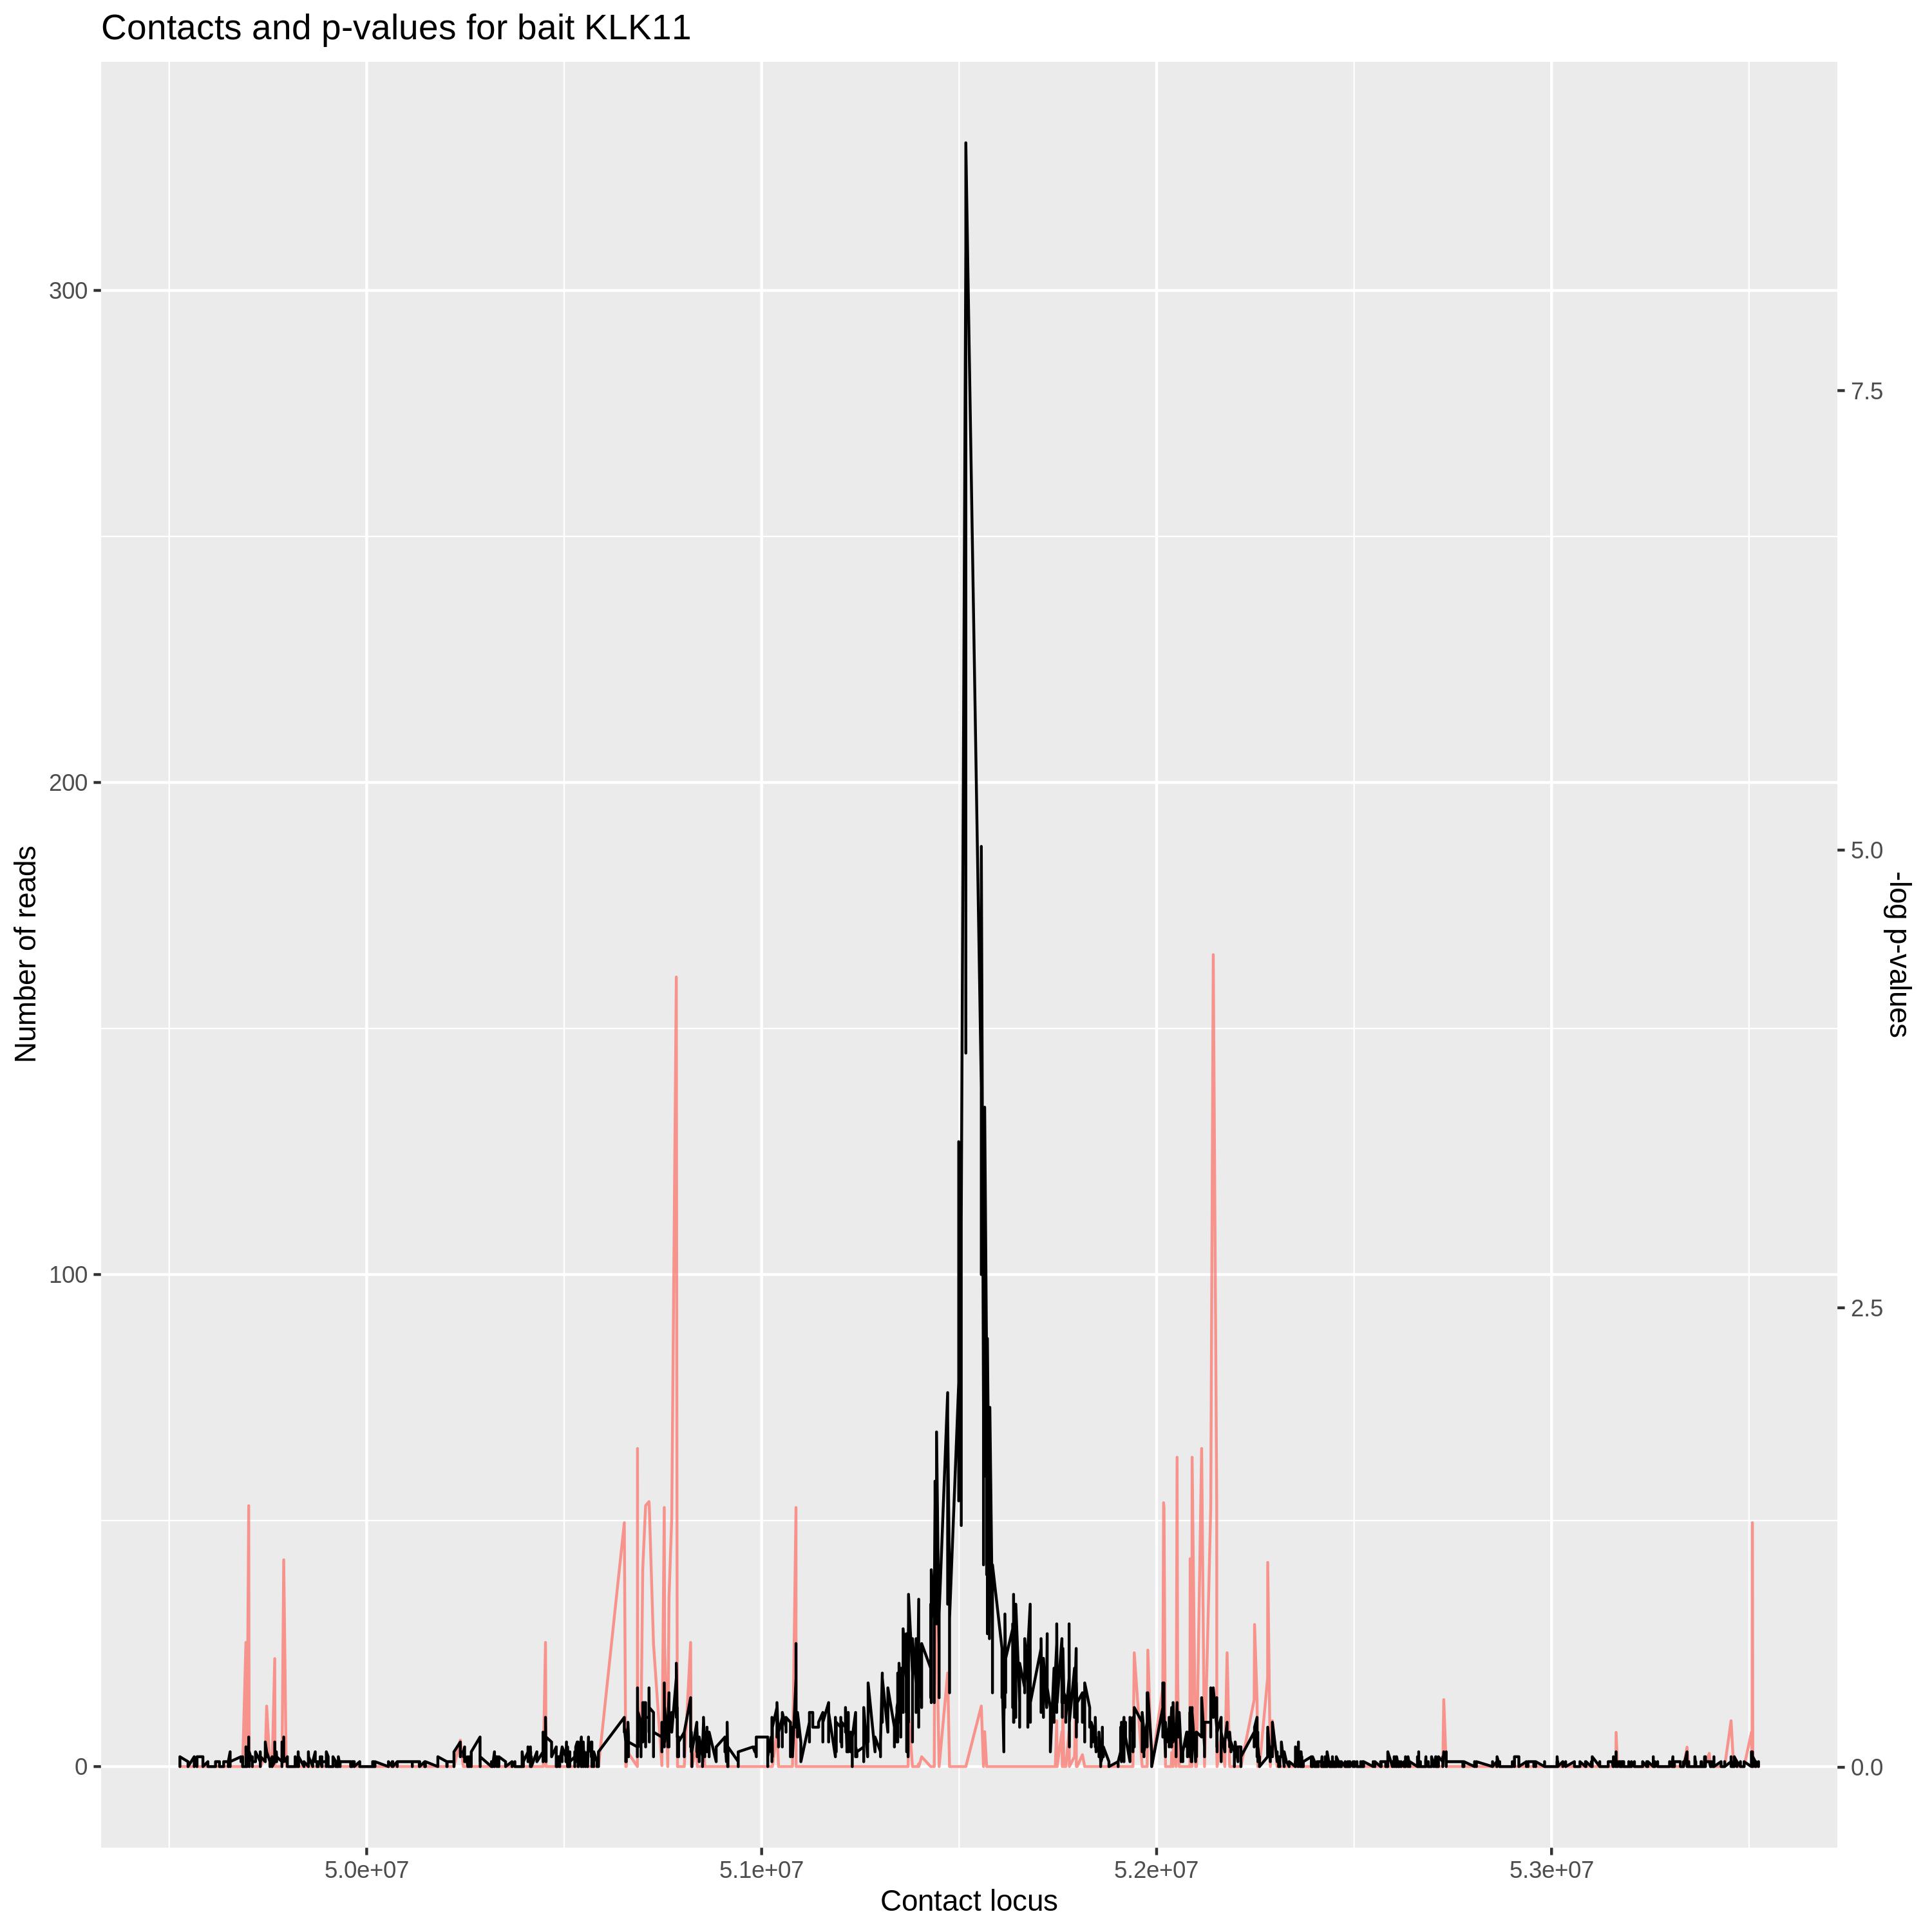 Contacts and p-values for bait KLK11
300
200
100
0
Number of reads
7.5
5.0
2.5
0.0
-log p-values
5.0e+07
5.1e+07
5.2e+07
5.3e+07
Contact locus